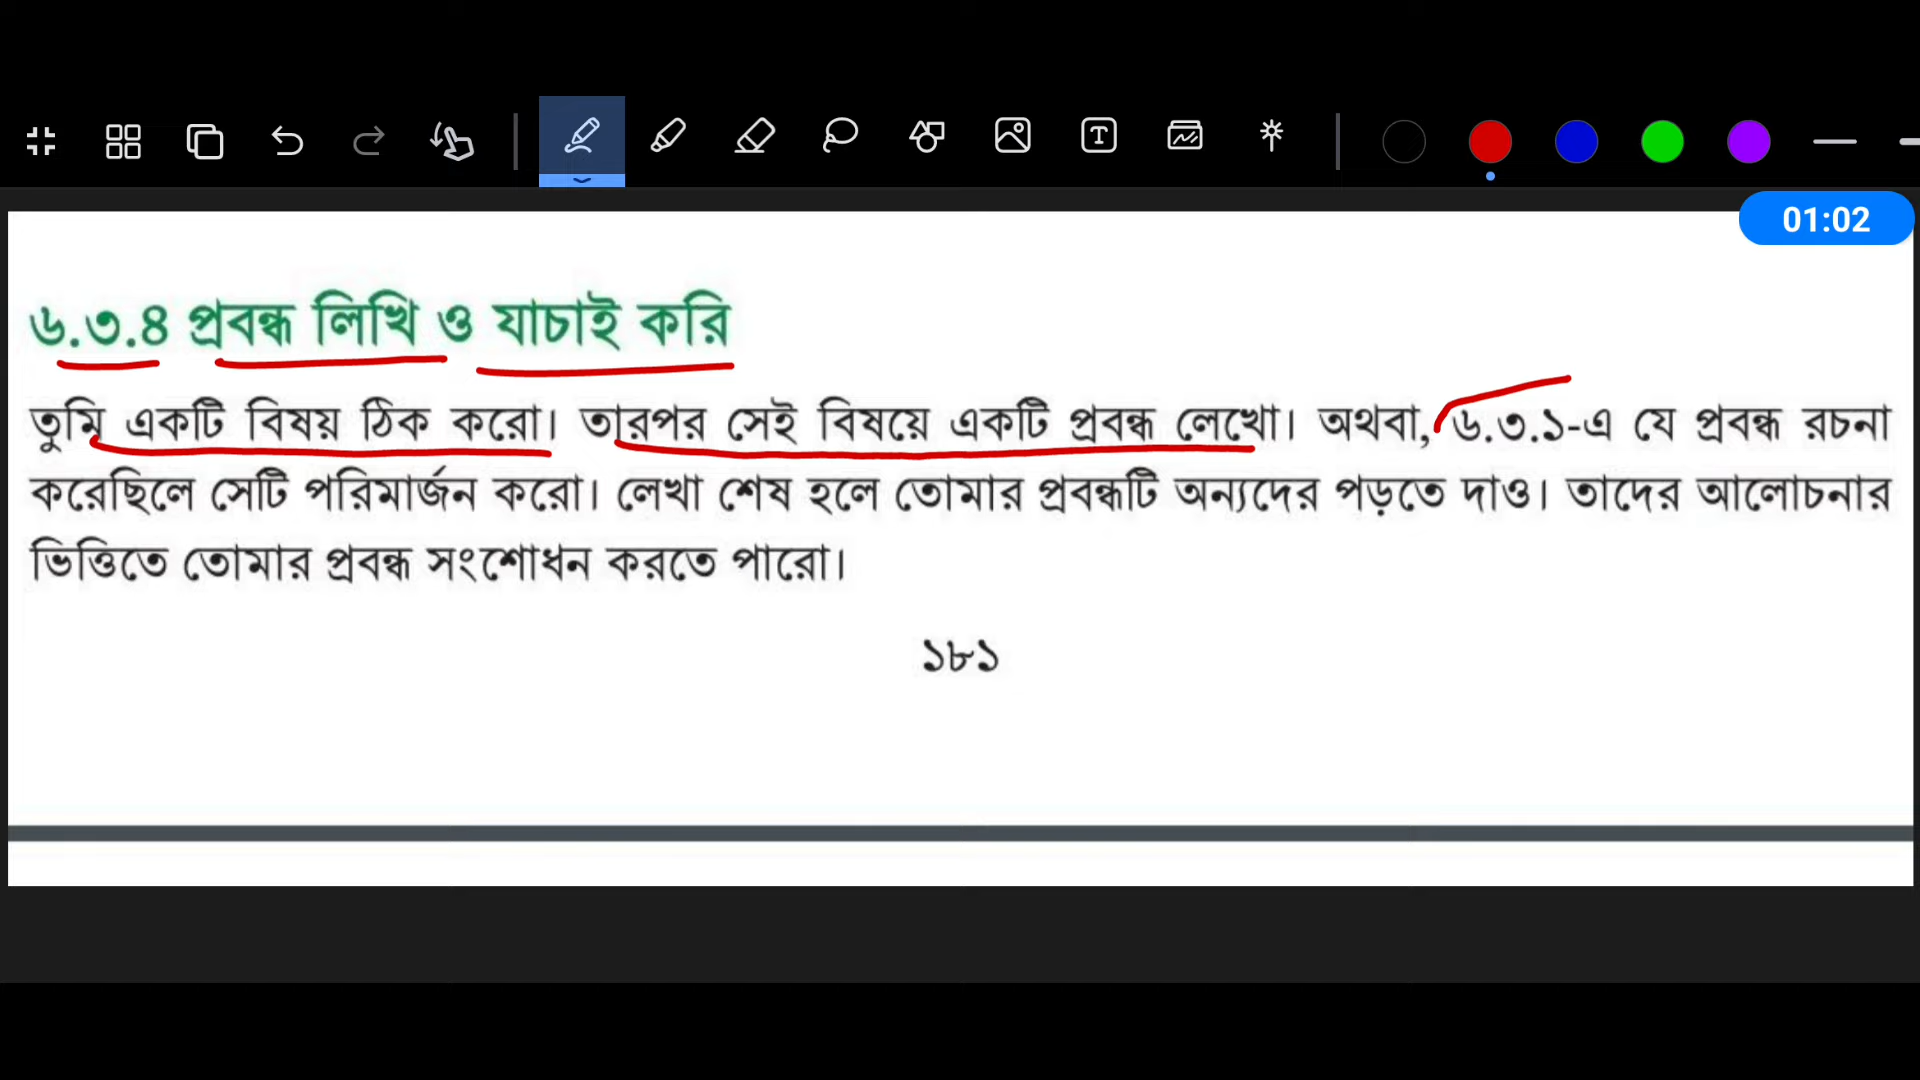 01:02
৬.৩.৪ প্রবন্ধ লিখি ও যাচাই করি
তুমি একটি বিষয় ঠিক করো। তারপর সেই বিষয়ে একটি প্রবন্ধ লেখো। অথবা, ৬.৩.১-এ যে প্রবন্ধ রচনা
করেছিলে সেটি পরিমার্জন করো। লেখা শেষ হলে তোমার প্রবন্ধটি অন্যদের পড়তে দাও। তাদের আলোচনার
ভিত্তিতে তোমার প্রবন্ধ সংশোধন করতে পারো।
১৮১